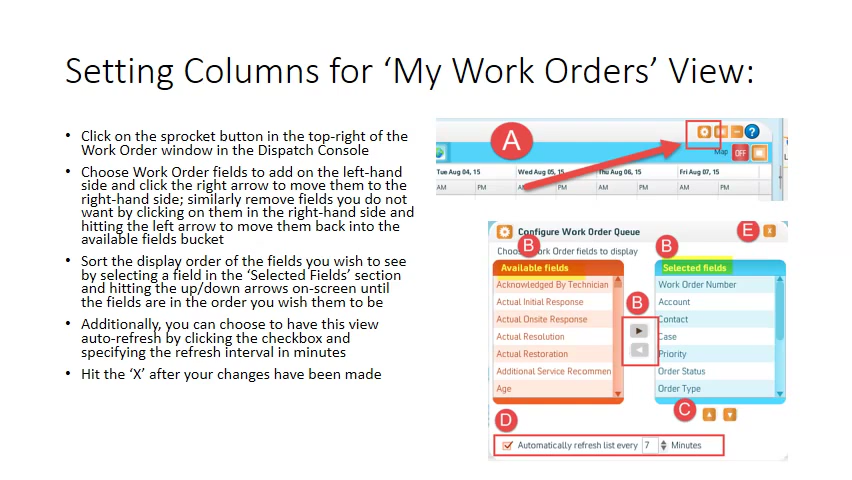 Setting Columns for ‘My Work Orders’ View:
• Click on the sprocket button in the top-right of the
Work Order window in the Dispatch Console
• Choose Work Order fields to add on the left-hand
side and click the right arrow to move them to the
right-hand side; similarly remove fields you do not
want by clicking on them in the right-hand side and
hitting the left arrow to move them back into the
available fields bucket
• Sort the display order of the fields you wish to see
by selecting a field in the ‘Selected Fields’ section
and hitting the up/down arrows on-screen until
the fields are in the order you wish them to be
• Additionally, you can choose to have this view
auto-refresh by clicking the checkbox and
specifying the refresh interval in minutes
• Hit the ‘X’ after your changes have been made
A
?
Map OFF
Tue Aug 04, 15 Wed Aug 05, 15 Thu Aug 06, 15 Fri Aug 07, 15
AM PM PM AM PM AM PM
Configure Work Order Queue E X
B B
Work Order fields to display
Available fields Selected fields
Acknowledged By Technician Work Order Number
Actual Initial Response Account
B
Actual Onsite Response Contact
Actual Resolution Case
Actual Restoration Priority
Additional Service Recommen Order Status
Age Order Type
C
D
Automatically refresh list every 7 Minutes